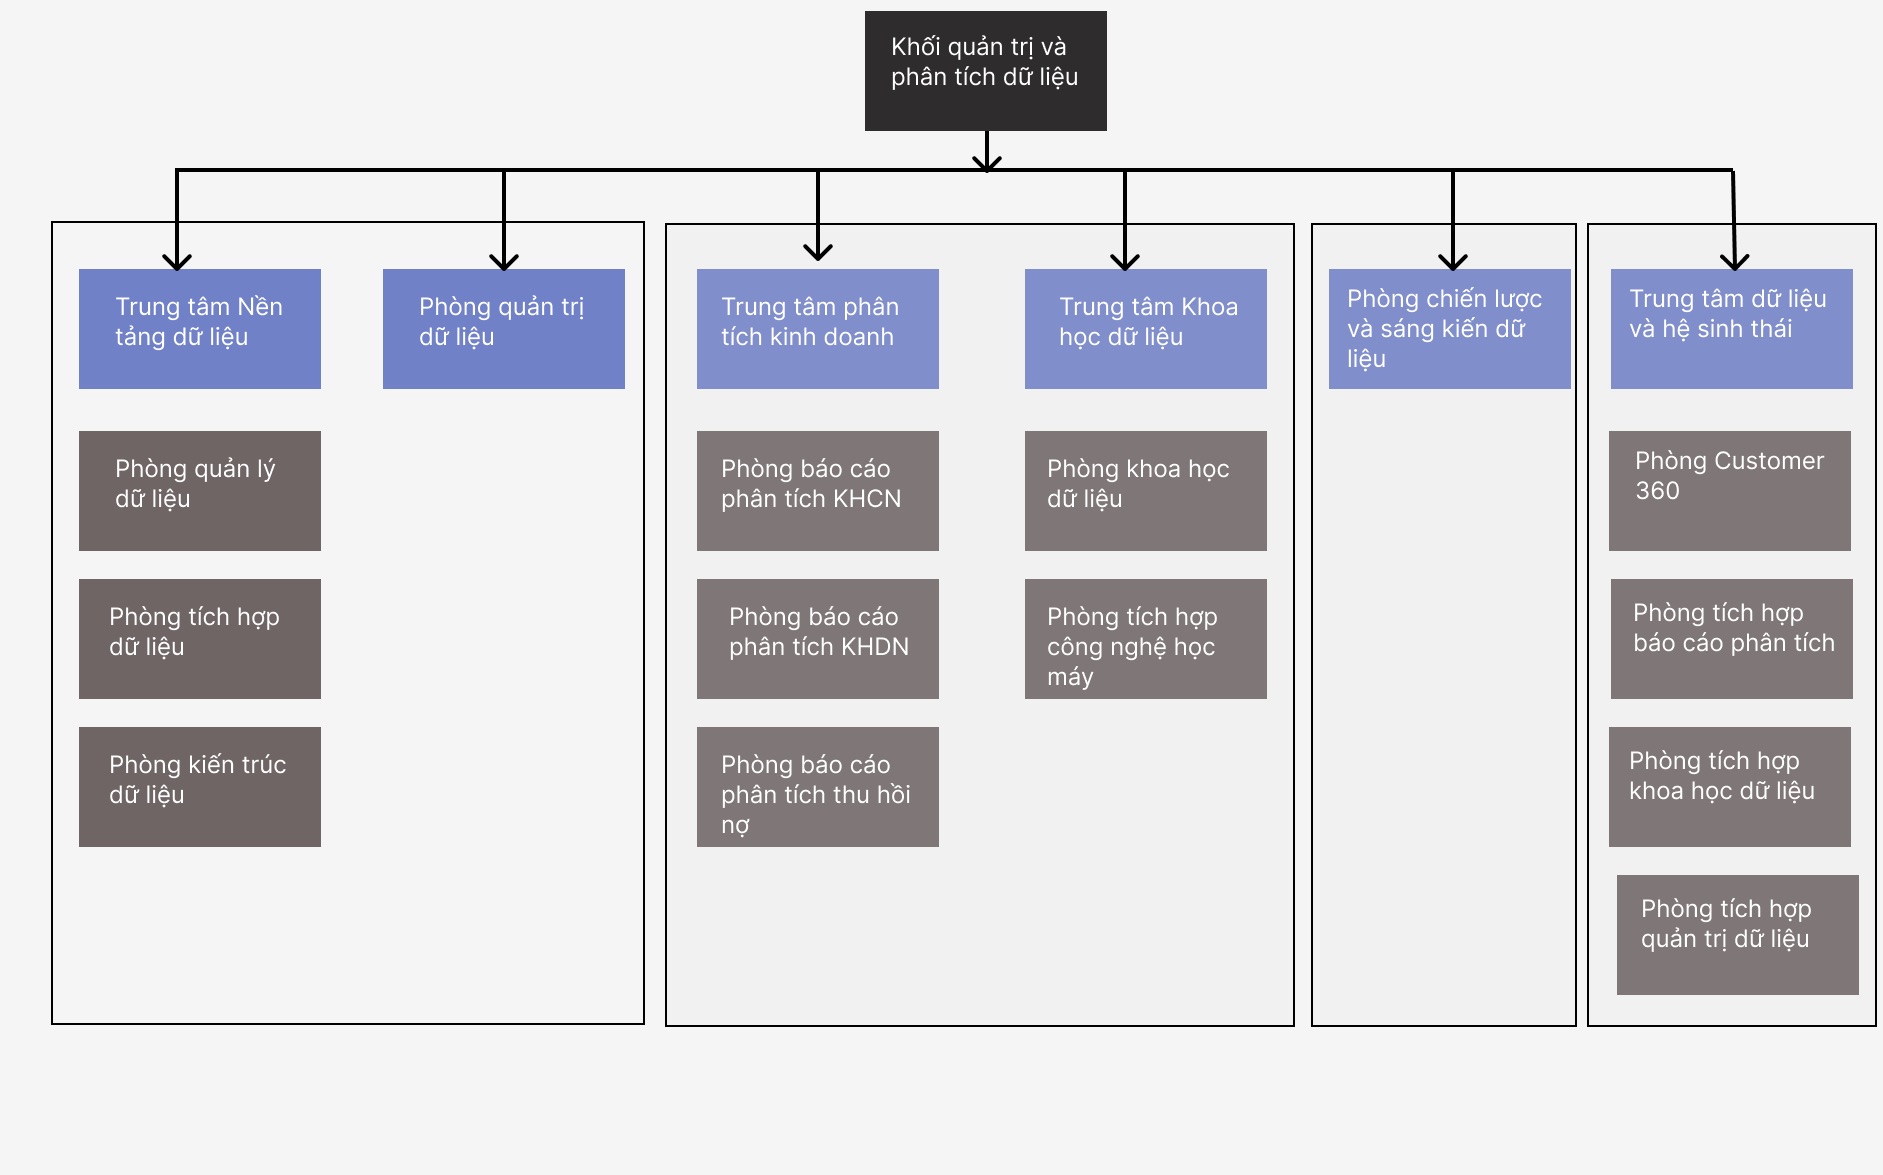 Khối quản trị và
phân tích dữ liệu
Trung tâm Nền
tảng dữ liệu
Phòng quản trị
dữ liệu
Trung tâm phân
tích kinh doanh
Trung tâm Khoa
học dữ liệu
Phòng chiến lược
và sáng kiến dữ
liệu
Trung tâm dữ liệu
và hệ sinh thái
Phòng quản lý
dữ liệu
Phòng báo cáo
phân tích KHCN
Phòng khoa học
dữ liệu
Phòng Customer
360
Phòng tích hợp
dữ liệu
Phòng báo cáo
phân tích KHDN
Phòng tích hợp
công nghệ học
máy
Phòng tích hợp
báo cáo phân tích
Phòng kiến trúc
dữ liệu
Phòng báo cáo
phân tích thu hồi
nợ
Phòng tích hợp
khoa học dữ liệu
Phòng tích hợp
quản trị dữ liệu